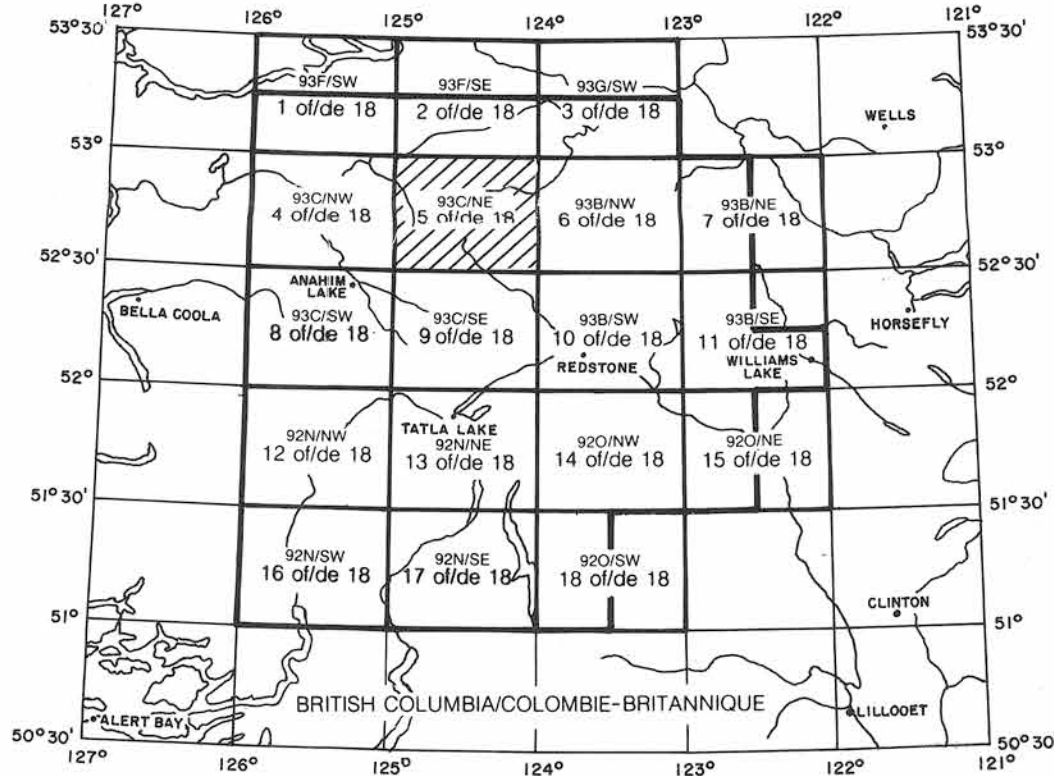 127° 126° 125° 124° 123° 122° 121°
53°30' 53°30'
93F/SW 93F/SE 93G/SW
1 of/de 18 2 of/de 18 3 of/de 18
WELLS
53° 53°
93C/NW 93C/NE 93B/NW 93B/NE
4 of/de 18 5 of/de 18 6 of/de 18 7 of/de 18
52°30' 52°30'
ANAHIM
LAKE
BELLA COOLA
93C/SW 93C/SE 93B/SW 93B/SE
8 of/de 18 9 of/de 18 10 of/de 18 11 of/de 18
HORSEFLY
REDSTONE
WILLIAMS
LAKE
52° 52°
TATLA LAKE
92N/NW 92N/NE 92O/NW 92O/NE
12 of/de 18 13 of/de 18 14 of/de 18 15 of/de 18
51°30' 51°30'
92N/SW 92N/SE 92O/SW
16 of/de 18 17 of/de 18 18 of/de 18
CLINTON
51° 51°
BRITISH COLUMBIA/COLOMBIE-BRITANNIQUE
ALERT BAY
LILLOOET
50°30' 50°30'
127° 126° 125° 124° 123° 122° 121°